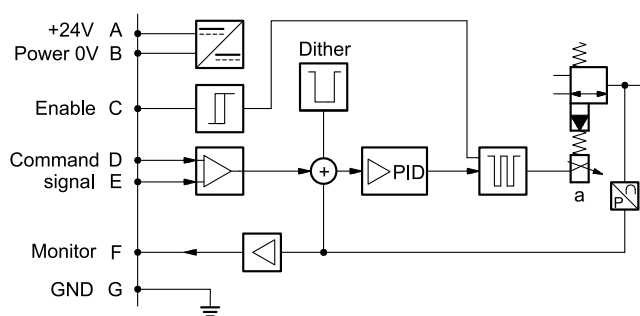 +24V A
Power 0V B
Dither
Enable C
Command D
signal E
PID
a
P
Monitor F
GND G